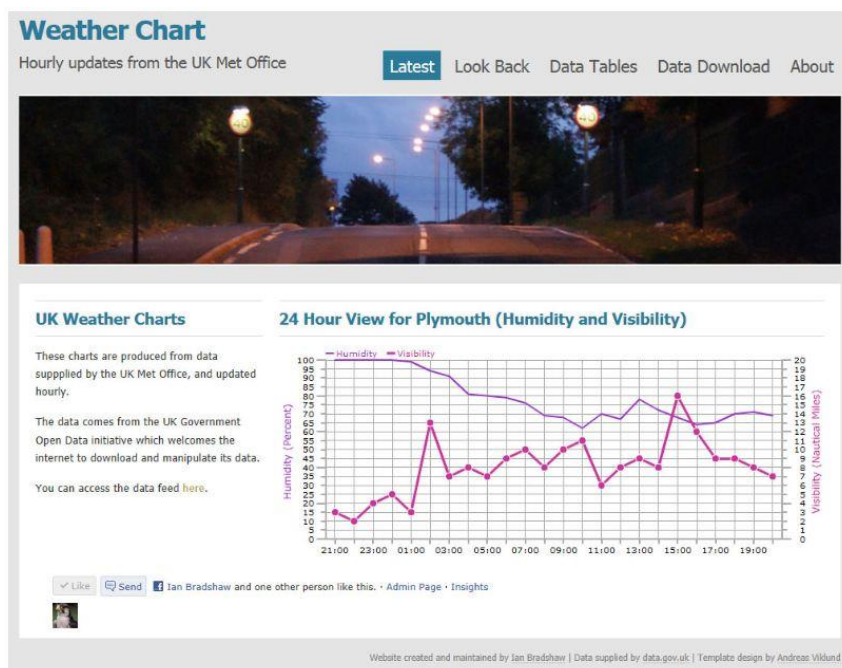 Weather Chart
Hourly updates from the UK Met Office
Latest Look Back Data Tables Data Download About
40
40
UK Weather Charts
These charts are produced from data
suppplied by the UK Met Office, and updated
hourly.
The data comes from the UK Government
Open Data initiative which welcomes the
internet to download and manipulate its data.
You can access the data feed here.
24 Hour View for Plymouth (Humidity and Visibility)
Humidity Visibility
Humidity (Percent)
100
95
90
85
80
75
70
65
60
55
50
45
40
35
30
25
20
15
10
5
0
20
19
18
17
16
15
14
13
12
11
10
9
8
7
6
5
4
3
2
1
0
Visibility (Nautical Miles)
21:00 23:00 01:00 03:00 05:00 07:00 09:00 11:00 13:00 15:00 17:00 19:00
Like Send Ian Bradshaw and one other person like this. · Admin Page · Insights
Website created and maintained by Ian Bradshaw | Data supplied by data.gov.uk | Template design by Andreas Viklund